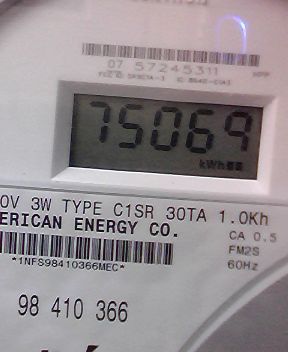 07 57245311
75069
kWh
0V 3W TYPE C1SR 30TA 1.0Kh
ERICAN ENERGY CO.
CA 0.5
FM2S
*1NFS98410366MEC*
60Hz
98 410 366